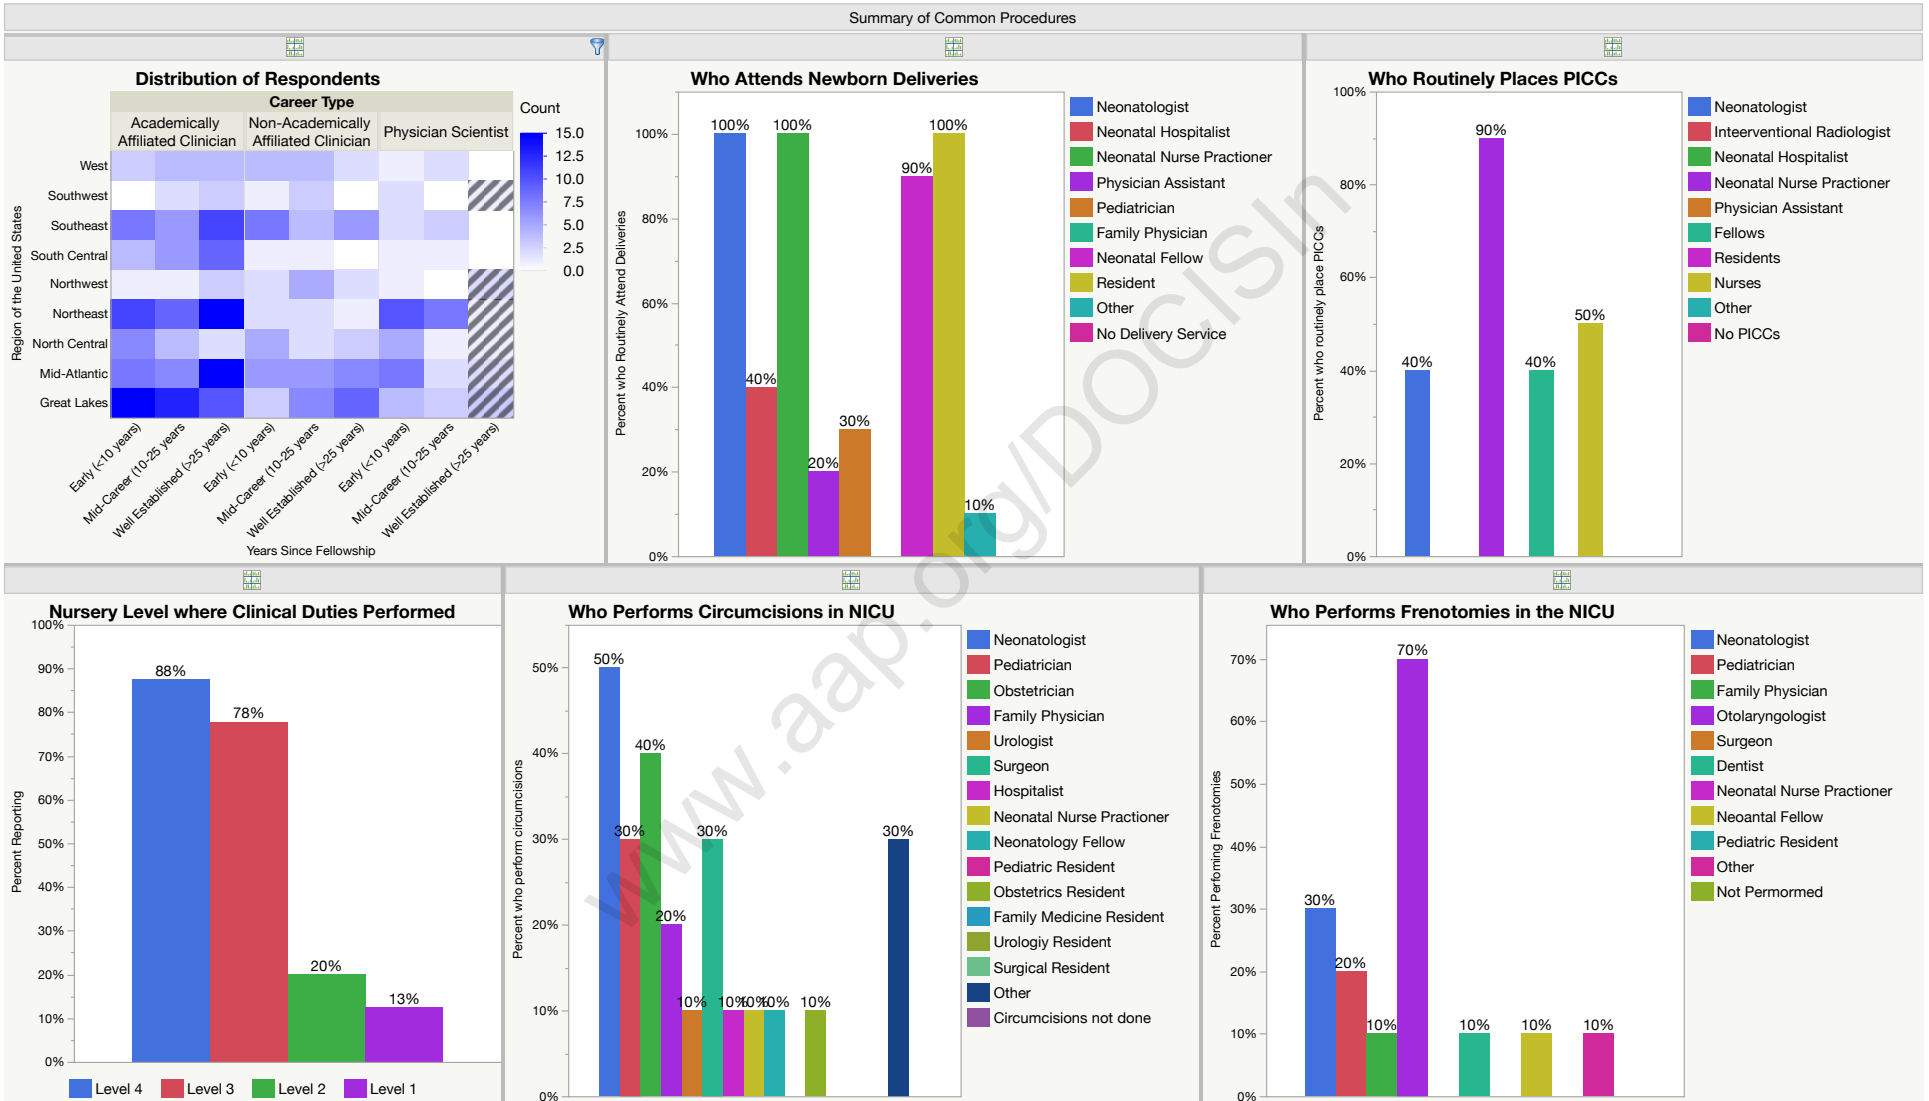 Summary of Common Procedures
Distribution of Respondents
Career Type
Academically
Affiliated Clinician
Non-Academically
Affiliated Clinician
Physician Scientist
Count
15.0
12.5
10.0
7.5
5.0
2.5
0.0
Region of the United States
West
Southwest
Southeast
South Central
Northwest
Northeast
North Central
Mid-Atlantic
Great Lakes
Early (<10 years)
Mid-Career (10-25 years
Well Established (>25 years)
Early (<10 years)
Mid-Career (10-25 years
Well Established (>25 years)
Early (<10 years)
Mid-Career (10-25 years
Well Established (>25 years)
Years Since Fellowship
Who Attends Newborn Deliveries
Percent who Routinely Attend Deliveries
100%
80%
60%
40%
20%
0%
100%
40%
100%
20%
30%
90%
100%
10%
Neonatologist
Neonatal Hospitalist
Neonatal Nurse Practioner
Physician Assistant
Pediatrician
Family Physician
Neonatal Fellow
Resident
Other
No Delivery Service
Who Routinely Places PICCs
Percent who routinely place PICCs
100%
80%
60%
40%
20%
0%
40%
90%
40%
50%
Neonatologist
Inteerventional Radiologist
Neonatal Hospitalist
Neonatal Nurse Practioner
Physician Assistant
Fellows
Residents
Nurses
Other
No PICCs
Nursery Level where Clinical Duties Performed
Percent Reporting
100%
90%
80%
70%
60%
50%
40%
30%
20%
10%
0%
88%
78%
20%
13%
Level 4
Level 3
Level 2
Level 1
Who Performs Circumcisions in NICU
Percent who perform circumcisions
50%
40%
30%
20%
10%
0%
50%
30%
40%
20%
10%
30%
10%
10%
10%
10%
30%
Neonatologist
Pediatrician
Obstetrician
Family Physician
Urologist
Surgeon
Hospitalist
Neonatal Nurse Practioner
Neonatology Fellow
Pediatric Resident
Obstetrics Resident
Family Medicine Resident
Urologiy Resident
Surgical Resident
Other
Circumcisions not done
Who Performs Frenotomies in the NICU
Percent Performing Frenotomies
70%
60%
50%
40%
30%
20%
10%
0%
30%
20%
10%
70%
10%
10%
10%
Neonatologist
Pediatrician
Family Physician
Otolaryngologist
Surgeon
Dentist
Neonatal Nurse Practioner
Neoantal Fellow
Pediatric Resident
Other
Not Permormed
www.aap.org/DOCISIn